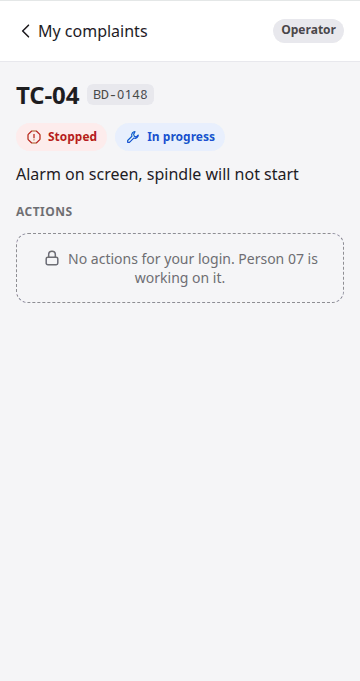 My complaints
Operator
TC-04
BD-0148
Stopped
In progress
Alarm on screen, spindle will not start
ACTIONS
No actions for your login. Person 07 is
working on it.